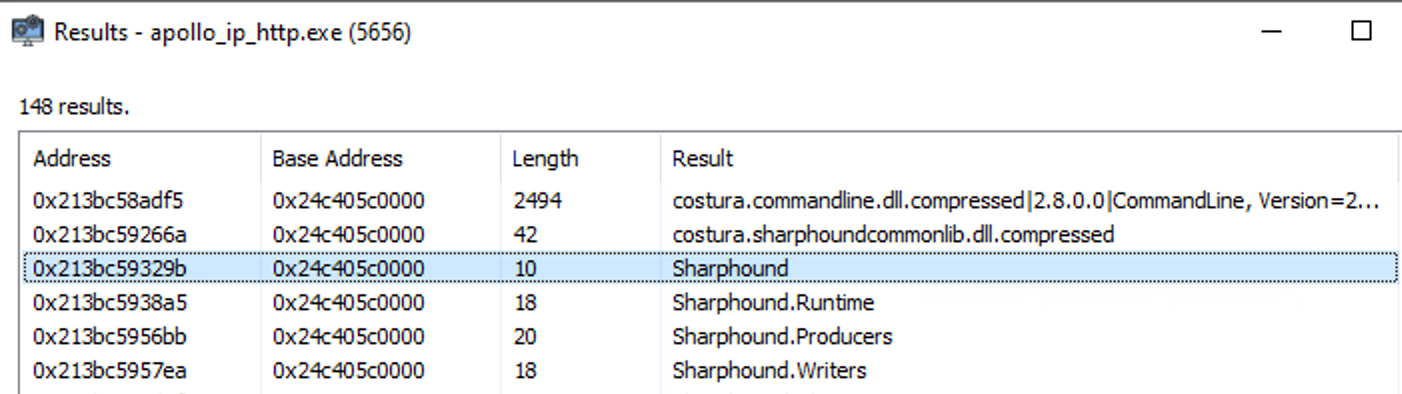 Results - apollo_ip_http.exe (5656)
148 results.
Address Base Address Length Result
0x213bc58adf5 0x24c405c0000 2494 costura.commandline.dll.compressed|2.8.0.0|CommandLine, Version=2...
0x213bc59266a 0x24c405c0000 42 costura.sharphoundcommonlib.dll.compressed
0x213bc59329b 0x24c405c0000 10 Sharphound
0x213bc5938a5 0x24c405c0000 18 Sharphound.Runtime
0x213bc5956bb 0x24c405c0000 20 Sharphound.Producers
0x213bc5957ea 0x24c405c0000 18 Sharphound.Writers